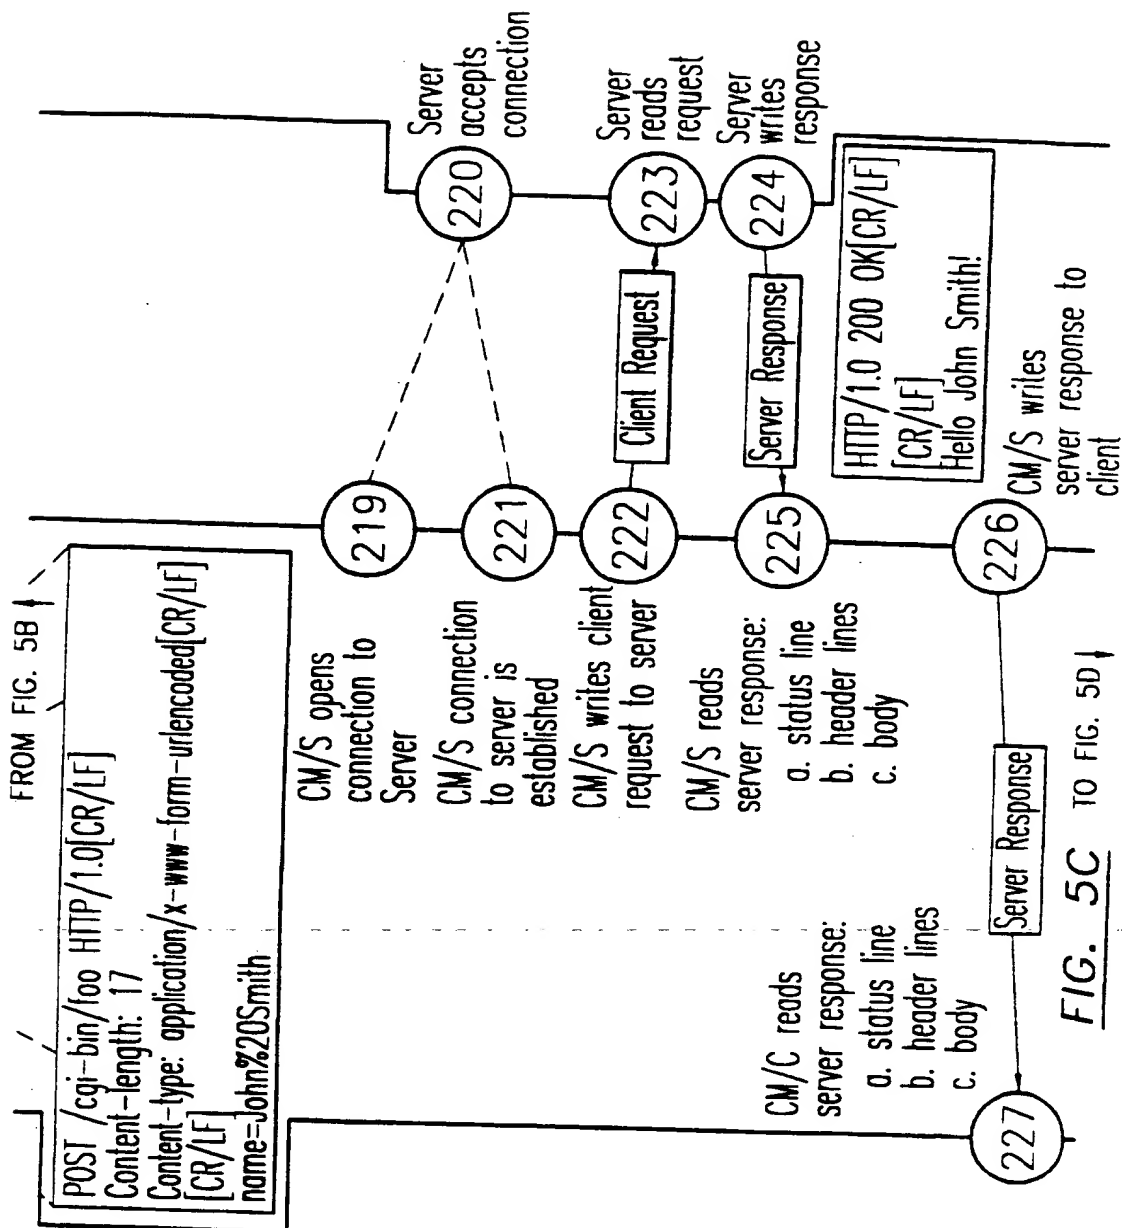 FROM FIG. 5B
POST /cgi-bin/foo HTTP/1.0[CR/LF]
Content-length: 17
Content-type: application/x-www-form-urlencoded[CR/LF]
[CR/LF]
name=John%20Smith
CM/S opens
connection to
Server
219
220
Server
accepts
connection
CM/S connection
to server is
established
221
CM/S writes client
request to server
222
Client Request
223
Server
reads
request
CM/S reads
server response:
a. status line
b. header lines
c. body
225
Server Response
224
Server
writes
response
HTTP/1.0 200 OK[CR/LF]
[CR/LF]
Hello John Smith!
226
CM/S writes
server response to
client
CM/C reads
server response:
a. status line
b. header lines
c. body
227
Server Response
FIG. 5C
TO FIG. 5D